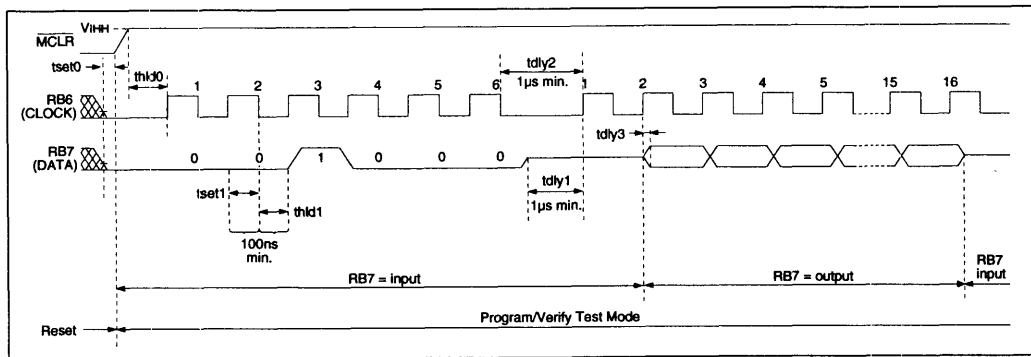 VIHH
MCLR
tset0
thld0
tdly2
1µs min.
1 2 3 4 5 6 1 2 3 4 5 15 16
RB6
(CLOCK)
tdly3
RB7
(DATA)
0 0 1 0 0 0
tset1
thld1
tdly1
1µs min.
100ns
min.
RB7 = input
RB7 = output
RB7
input
Reset
Program/Verify Test Mode